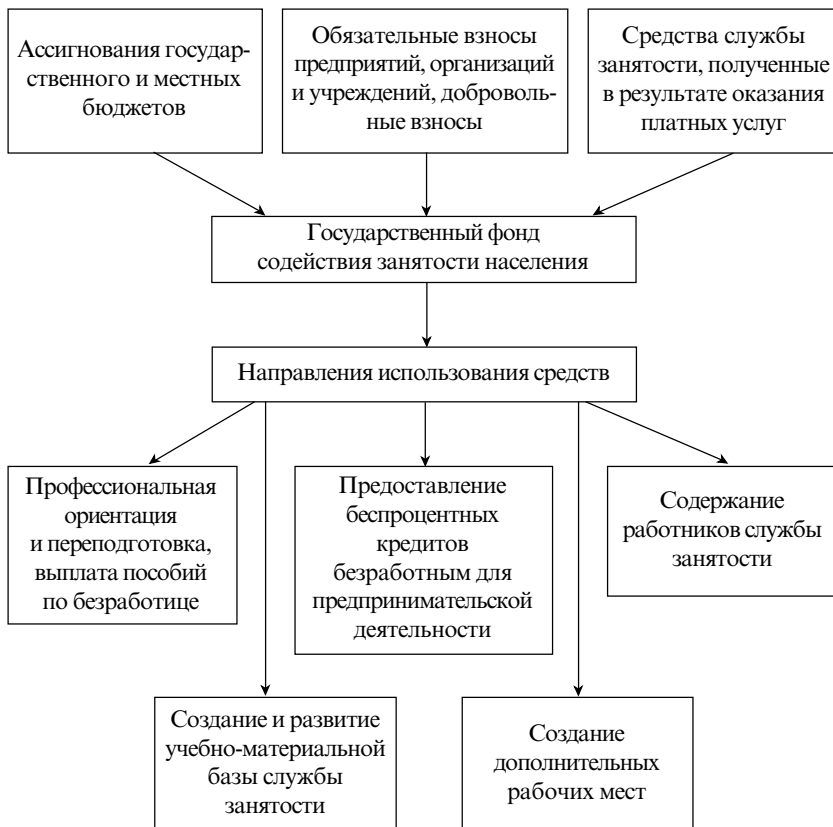 Ассигнования государ-
ственного и местных
бюджетов
Обязательные взносы
предприятий, организаций
и учреждений, доброволь-
ные взносы
Средства службы
занятости, полученные
в результате оказания
платных услуг
Государственный фонд
содействия занятости населения
Направления использования средств
Профессиональная
ориентация
и переподготовка,
выплата пособий
по безработице
Предоставление
беспроцентных
кредитов
безработным для
предпринимательской
деятельности
Содержание
работников службы
занятости
Создание и развитие
учебно-материальной
базы службы
занятости
Создание
дополнительных
рабочих мест